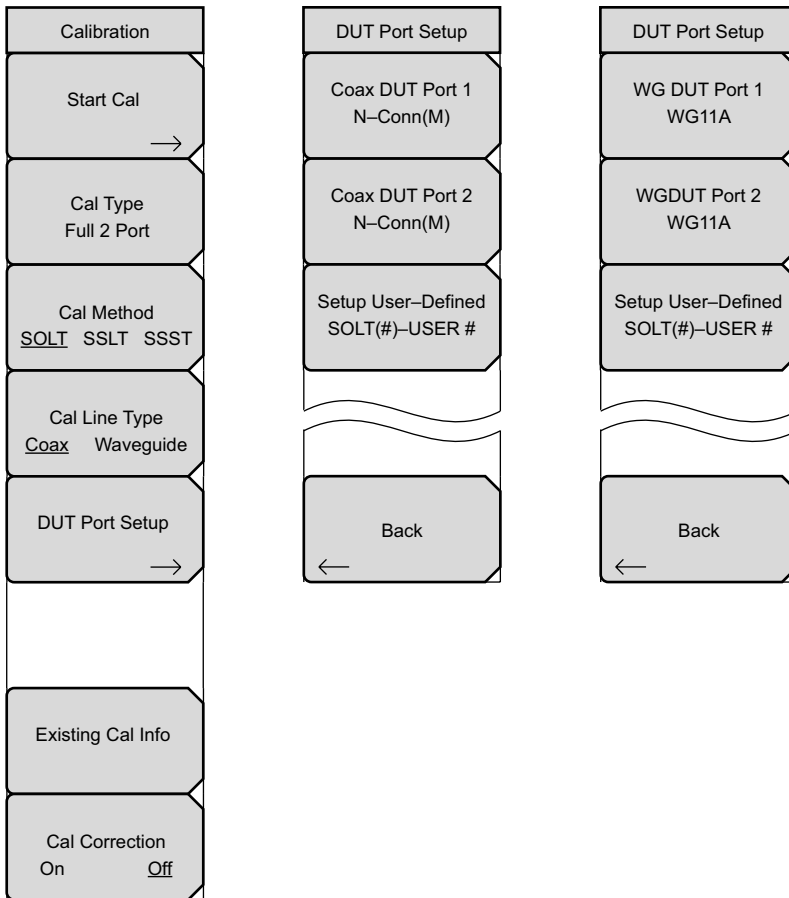 Calibration
Start Cal
Cal Type
Full 2 Port
Cal Method
SOLT SSLT SSST
Cal Line Type
Coax Waveguide
DUT Port Setup
Existing Cal Info
Cal Correction
On Off
DUT Port Setup
Coax DUT Port 1
N–Conn(M)
Coax DUT Port 2
N–Conn(M)
Setup User–Defined
SOLT(#)–USER #
Back
DUT Port Setup
WG DUT Port 1
WG11A
WGDUT Port 2
WG11A
Setup User–Defined
SOLT(#)–USER #
Back